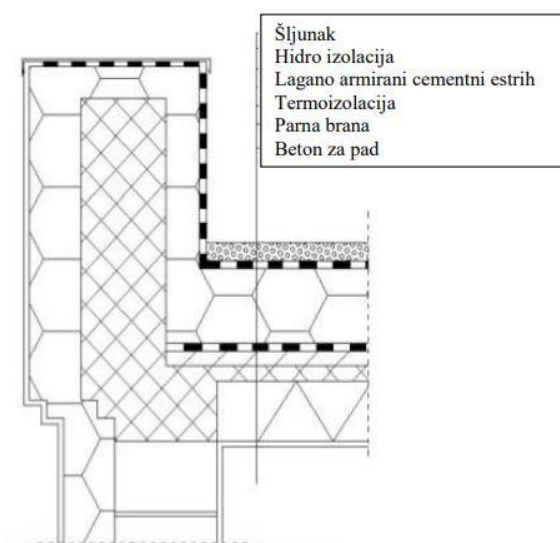 Šljunak
Hidro izolacija
Lagano armirani cementni estrih
Termoizolacija
Parna brana
Beton za pad